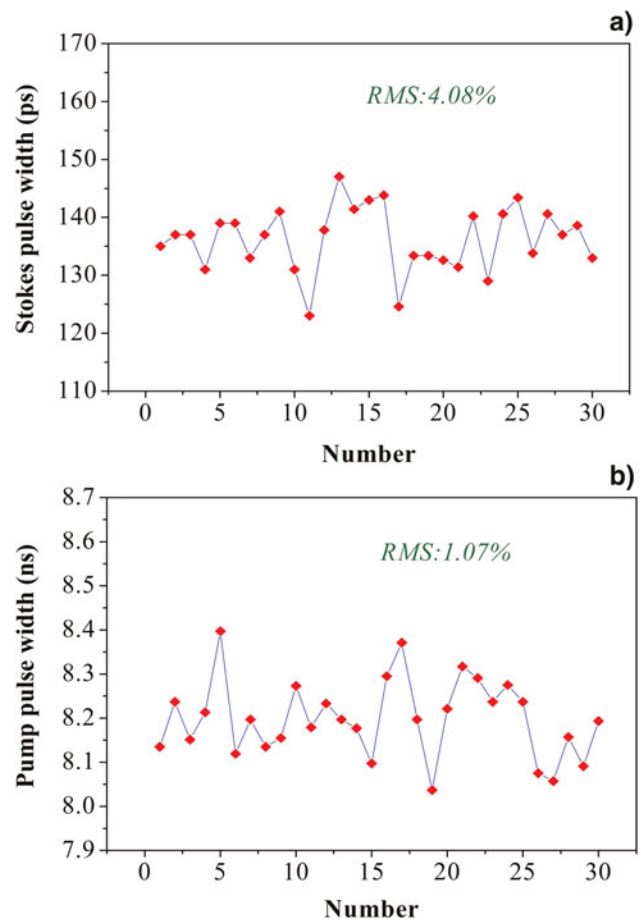 a)
170
160
150
140
130
120
110
Stokes pulse width (ps)
RMS:4.08%
0 5 10 15 20 25 30
Number
b)
8.7
8.6
8.5
8.4
8.3
8.2
8.1
8.0
7.9
Pump pulse width (ns)
RMS:1.07%
0 5 10 15 20 25 30
Number